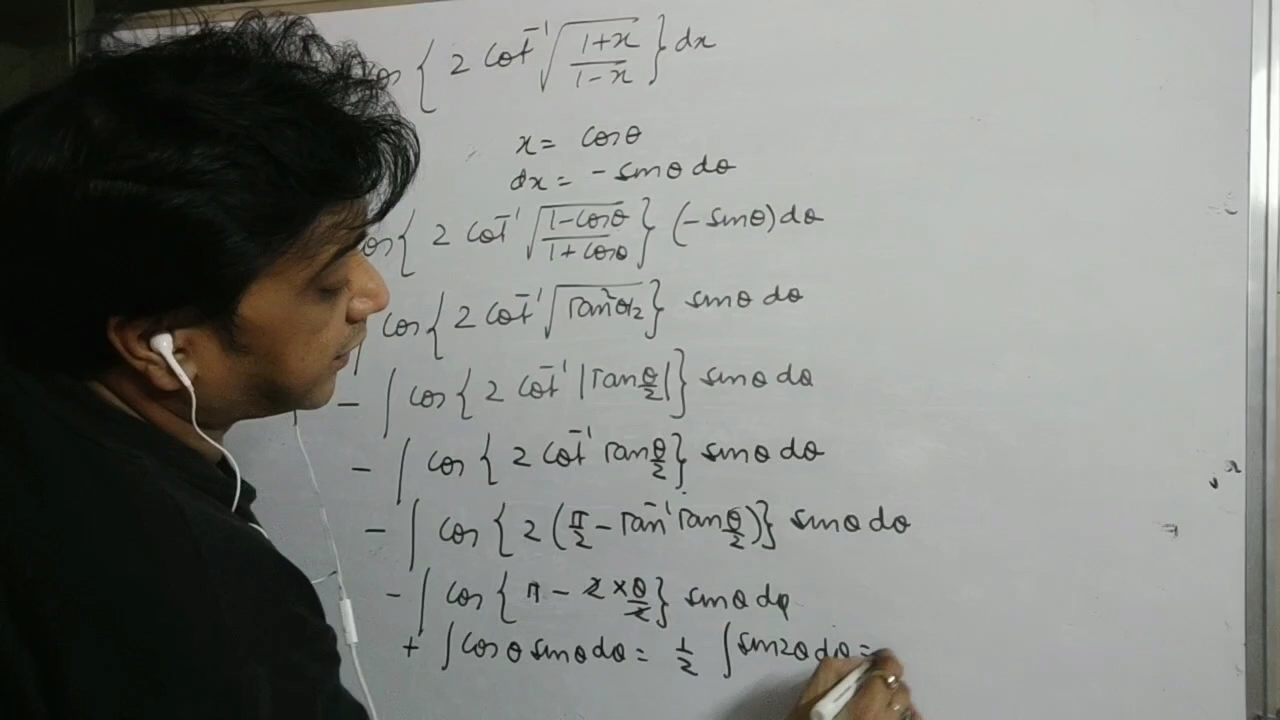 cos { 2 cot⁻¹ √((1+x)/(1-x)) } dx
x = cosθ
dx = - sinθ dθ
cos { 2 cot⁻¹ √((1-cosθ)/(1+cosθ)) } (-sinθ) dθ
cos { 2 cot⁻¹ √(tan²θ/2) } sinθ dθ
- ∫ cos { 2 cot⁻¹ |tan θ/2| } sinθ dθ
- ∫ cos { 2 cot⁻¹ tan θ/2 } sinθ dθ
- ∫ cos { 2 (π/2 - tan⁻¹ tan θ/2) } sinθ dθ
- ∫ cos { π - 2 × θ/2 } sinθ dθ
+ ∫ cosθ sinθ dθ = 1/2 ∫ sin2θ dθ =